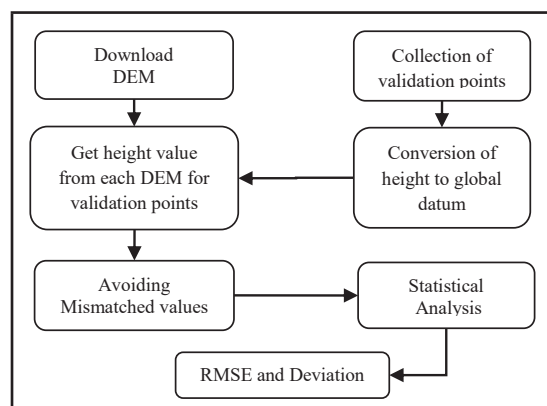 Download
DEM
Collection of
validation points
Get height value
from each DEM for
validation points
Conversion of
height to global
datum
Avoiding
Mismatched values
Statistical
Analysis
RMSE and Deviation